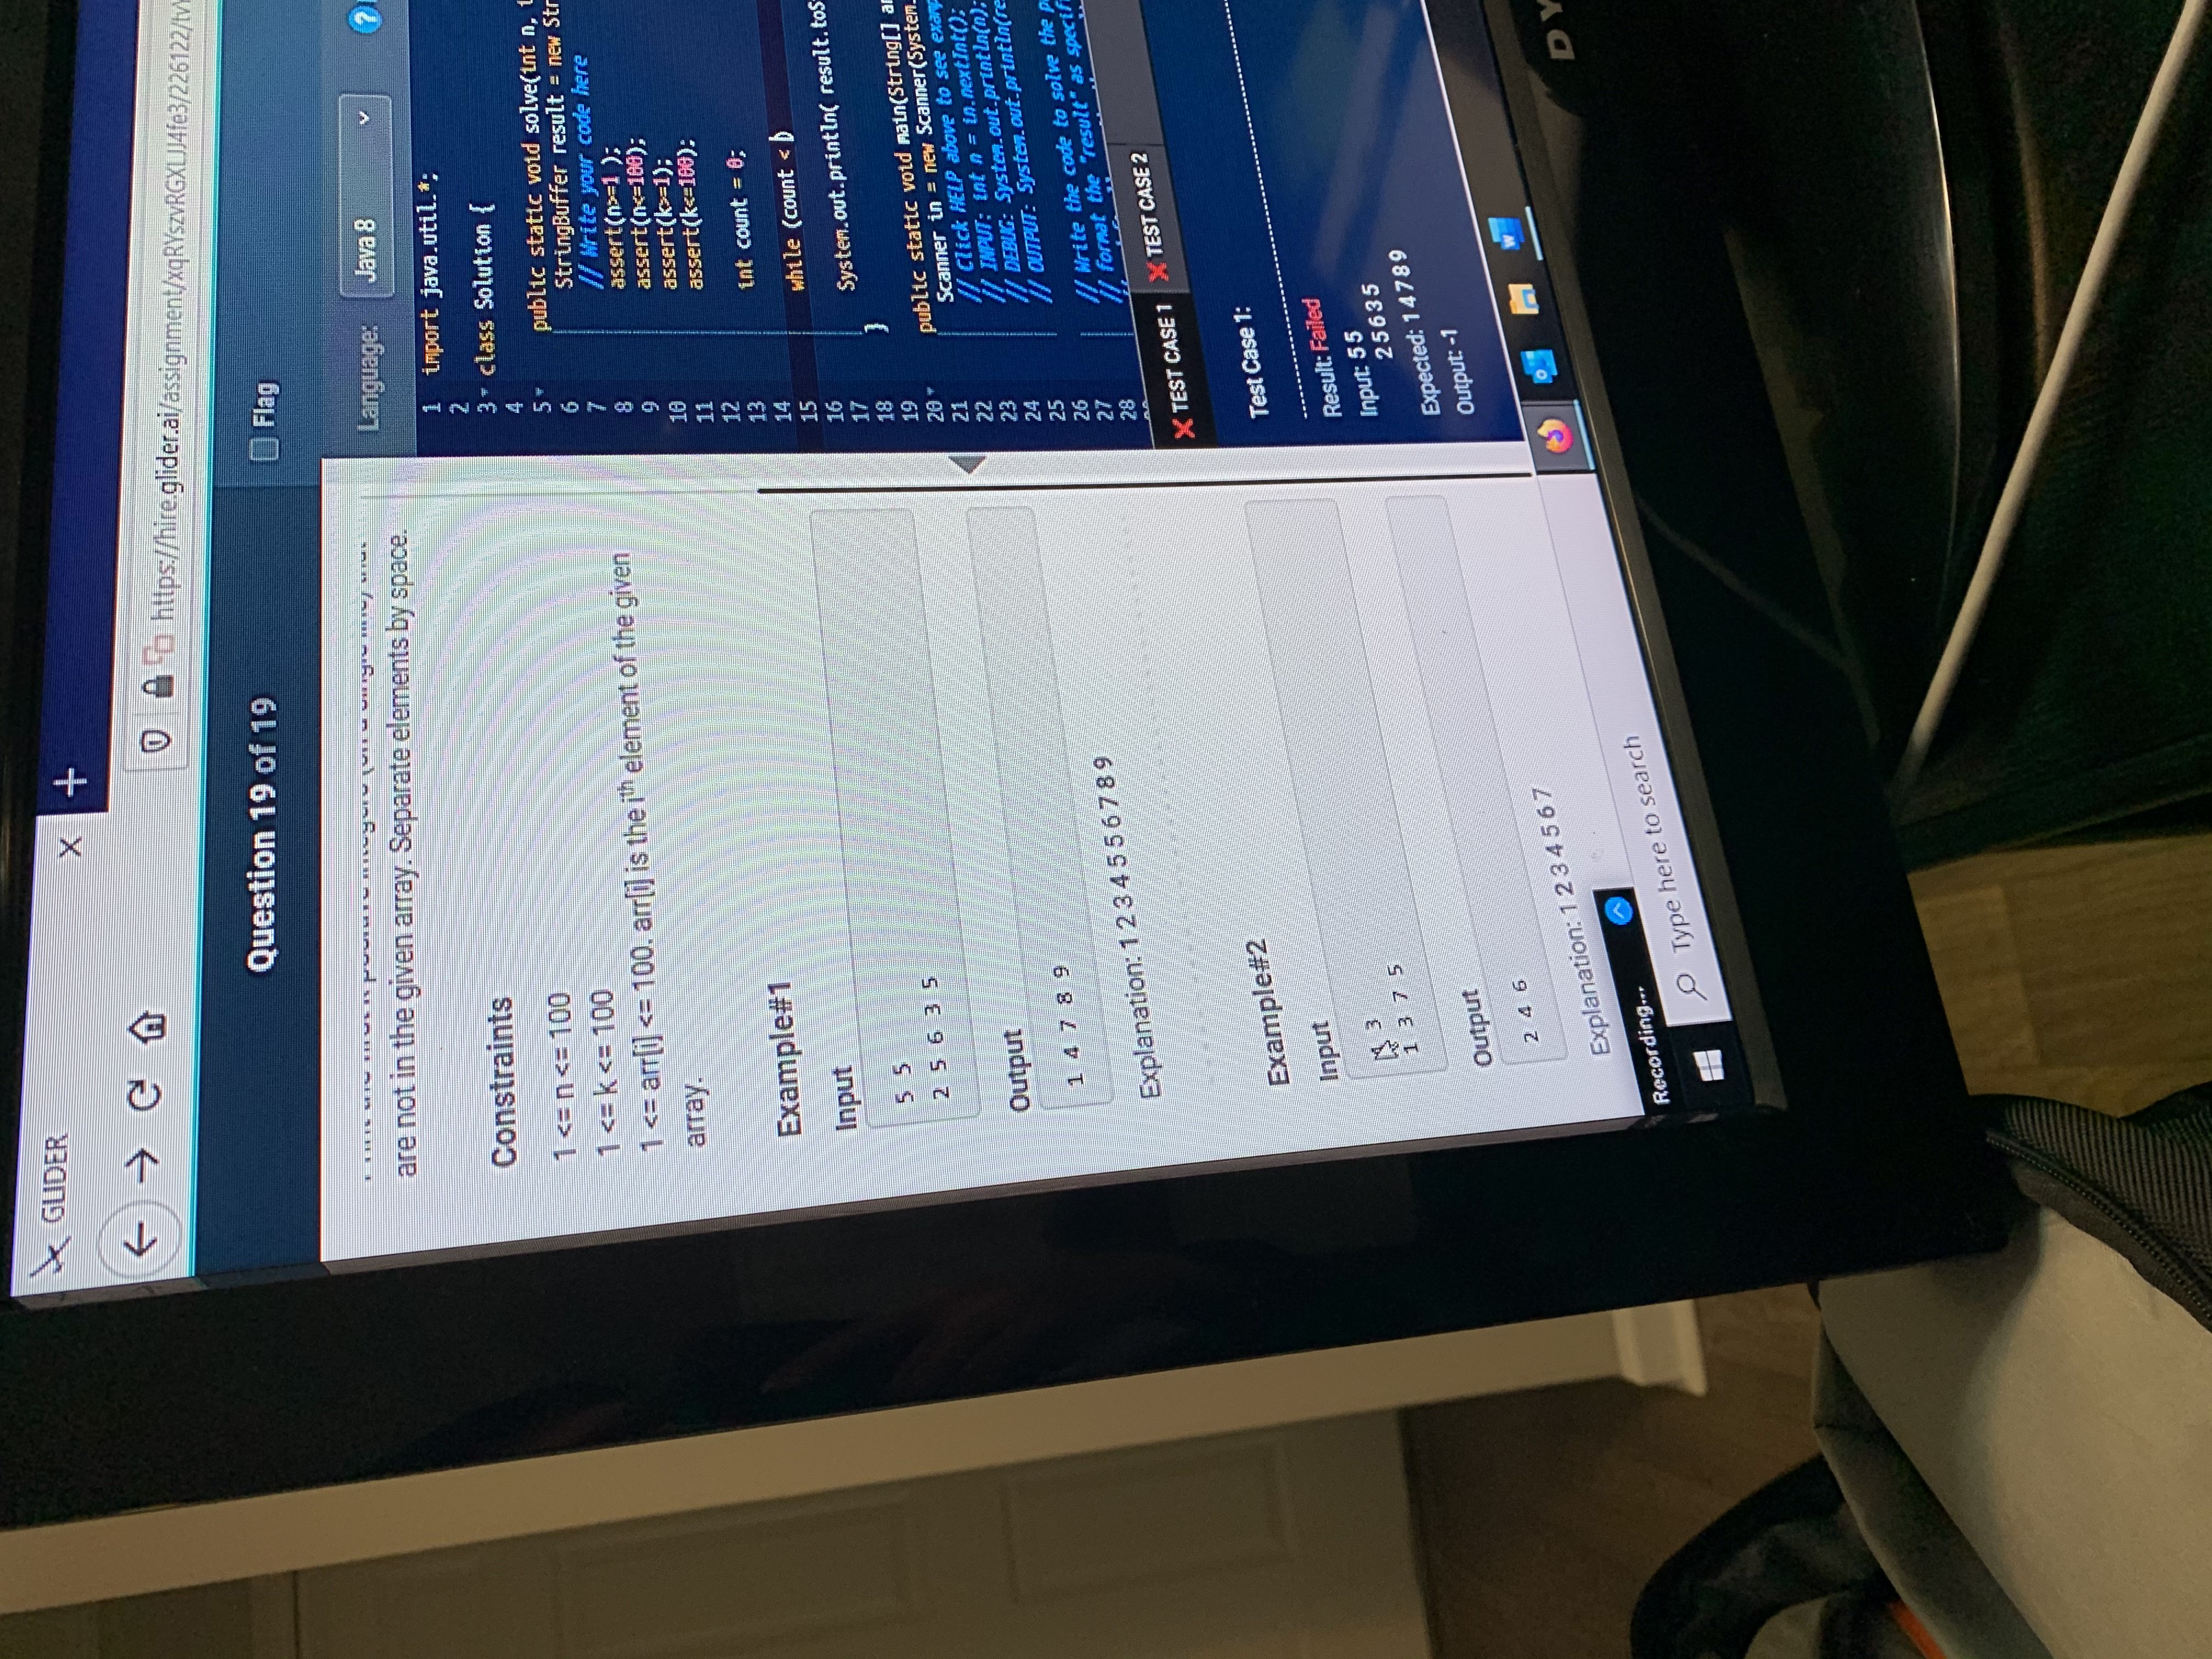 GLIDER
https://hire.glider.ai/assignment/xqRYszvRGXLJJ4fe3/226122/
Question 19 of 19
Flag
are not in the given array. Separate elements by space.
Constraints
1 <= n <= 100
1 <= k <= 100
1 <= arr[i] <= 100. arr[i] is the ith element of the given
array.
Example#1
Input
5 5
2 5 6 3 5
Output
1 4 7 8 9
Explanation: 1 2 3 4 5 5 6 7 8 9
Example#2
Input
3
1 3 7 5
Output
2 4 6
Explanation: 1 2 3 4 5 6 7
Language:
Java 8
?
1 import java.util.*;
2
3 class Solution {
4
5 public static void solve(int n,
6 StringBuffer result = new
7 // Write your code here
8 assert(n>=1 );
9 assert(n<=100);
10 assert(k>=1);
11 assert(k<=100);
12
13 int count = 0;
14
15 while (count < )
16
17 System.out.println( result.toS
18 }
19
20 public static void main(String[]
21 Scanner in = new Scanner(System.
22 // Click HELP above to see
23 // INPUT: int n = in.nextInt();
24 // DEBUG: System.out.println(n);
25 // OUTPUT: System.out.println(re
26
27 // Write the code to solve the
28 // format the "result" as
TEST CASE 1
TEST CASE 2
Test Case 1:
Result: Failed
Input: 5 5
2 5 6 3 5
Expected: 1 4 7 8 9
Output: -1
Recording...
Type here to search